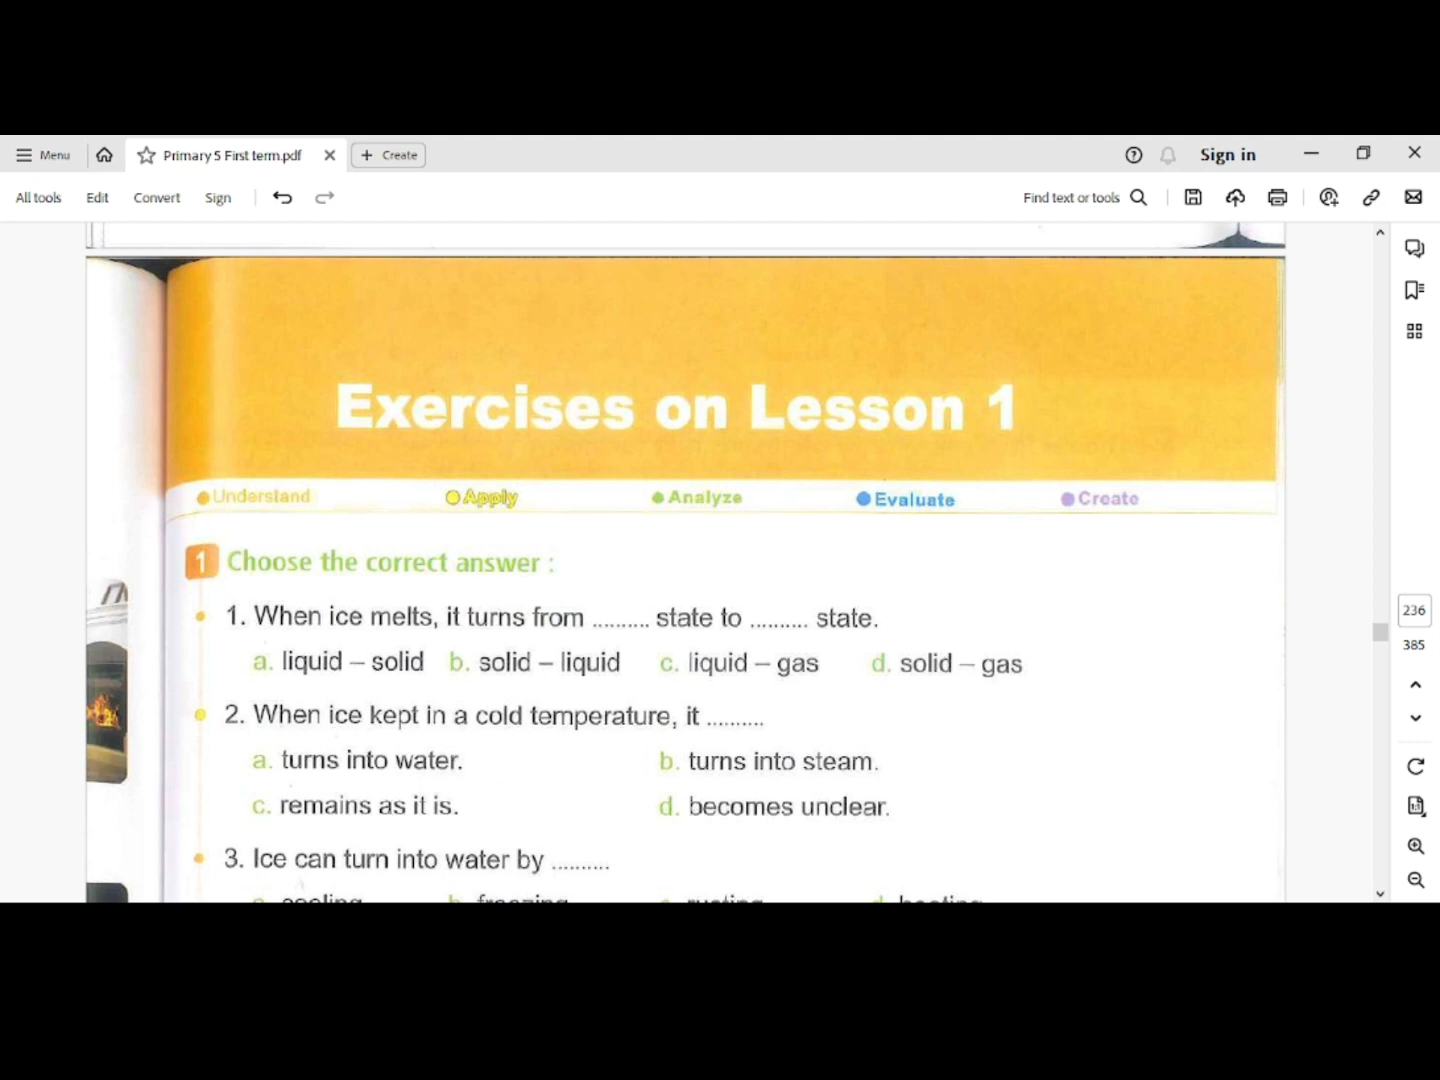 Menu
Primary 5 First term.pdf
Create
Sign in
All tools
Edit
Convert
Sign
Find text or tools
Exercises on Lesson 1
Understand
Apply
Analyze
Evaluate
Create
1 Choose the correct answer :
1. When ice melts, it turns from .......... state to .......... state.
a. liquid – solid b. solid – liquid c. liquid – gas d. solid – gas
2. When ice kept in a cold temperature, it ..........
a. turns into water. b. turns into steam.
c. remains as it is. d. becomes unclear.
3. Ice can turn into water by ..........
a. cooling b. freezing c. rusting d. heating
236
385